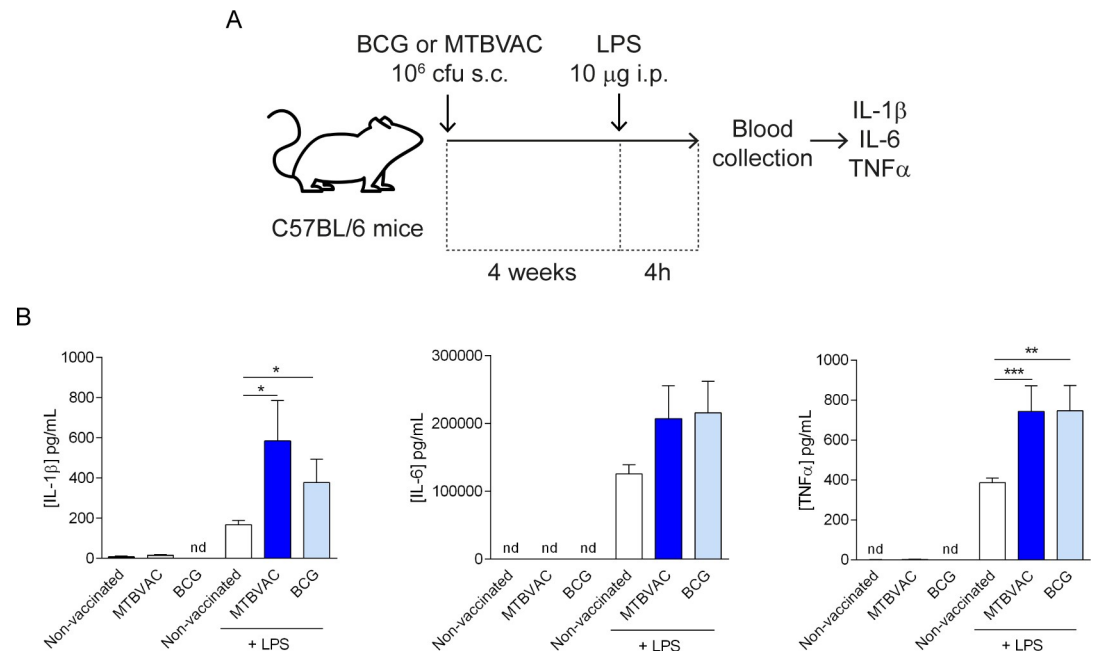 A
BCG or MTBVAC
10⁶ cfu s.c.
LPS
10 µg i.p.
Blood
collection
IL-1β
IL-6
TNFα
C57BL/6 mice
4 weeks
4h
B
[IL-1β] pg/mL
1000
800
600
400
200
0
nd
*
*
Non-vaccinated
MTBVAC
BCG
Non-vaccinated
MTBVAC
BCG
+ LPS
[IL-6] pg/mL
300000
200000
100000
0
nd
nd
nd
Non-vaccinated
MTBVAC
BCG
Non-vaccinated
MTBVAC
BCG
+ LPS
[TNFα] pg/mL
1000
800
600
400
200
0
nd
nd
**
***
Non-vaccinated
MTBVAC
BCG
Non-vaccinated
MTBVAC
BCG
+ LPS